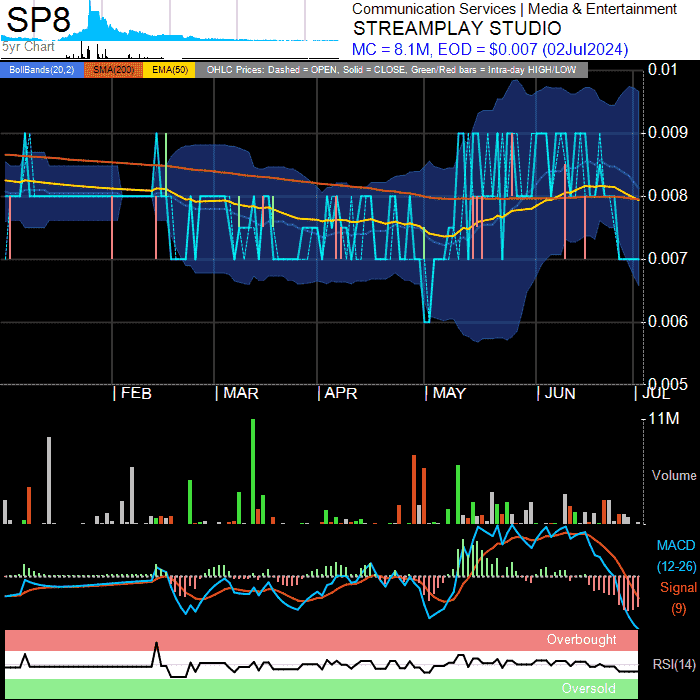 SP8
Communication Services | Media & Entertainment
STREAMPLAY STUDIO
5yr Chart
MC = 8.1M, EOD = $0.007 (02Jul2024)
BollBands(20,2) SMA(200) EMA(50) OHLC Prices: Dashed = OPEN, Solid = CLOSE, Green/Red bars = Intra-day HIGH/LOW
0.01
0.009
0.008
0.007
0.006
0.005
| FEB | MAR | APR | MAY | JUN | JUL
11M
Volume
MACD
(12-26)
Signal
(9)
Overbought
RSI(14)
Oversold